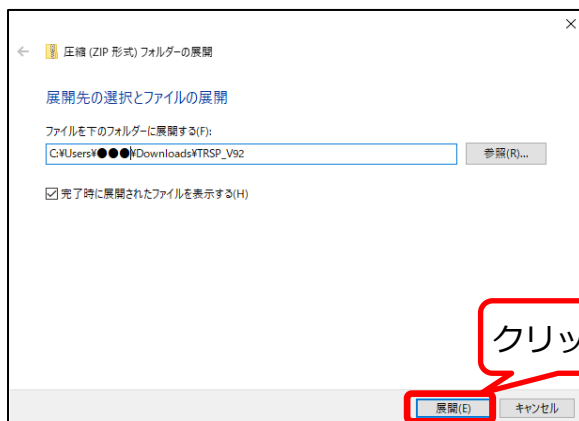 圧縮 (ZIP 形式) フォルダーの展開
展開先の選択とファイルの展開
ファイルを下のフォルダーに展開する(F):
C:¥Users¥●●●¥Downloads¥TRSP_V92
参照(R)...
完了時に展開されたファイルを表示する(H)
クリッ
展開(E)
キャンセル